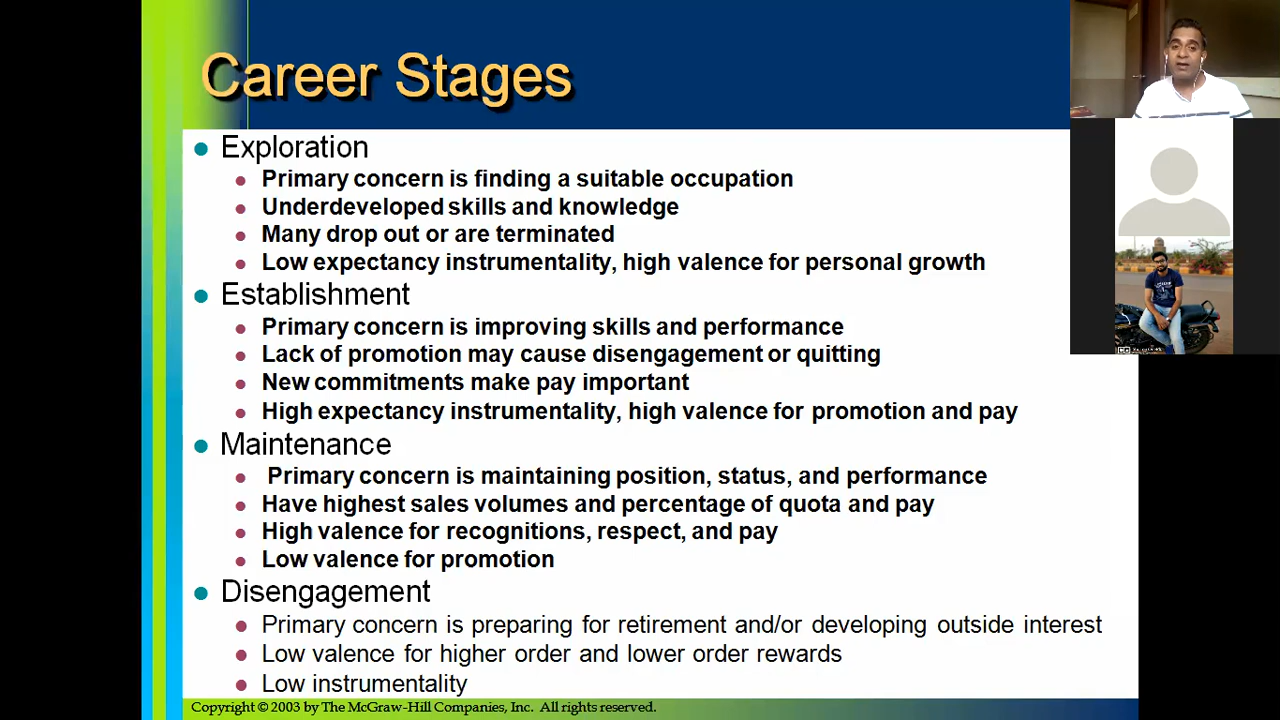 Career Stages
Exploration
Primary concern is finding a suitable occupation
Underdeveloped skills and knowledge
Many drop out or are terminated
Low expectancy instrumentality, high valence for personal growth
Establishment
Primary concern is improving skills and performance
Lack of promotion may cause disengagement or quitting
New commitments make pay important
High expectancy instrumentality, high valence for promotion and pay
Maintenance
Primary concern is maintaining position, status, and performance
Have highest sales volumes and percentage of quota and pay
High valence for recognitions, respect, and pay
Low valence for promotion
Disengagement
Primary concern is preparing for retirement and/or developing outside interest
Low valence for higher order and lower order rewards
Low instrumentality
Copyright © 2003 by The McGraw-Hill Companies, Inc. All rights reserved.